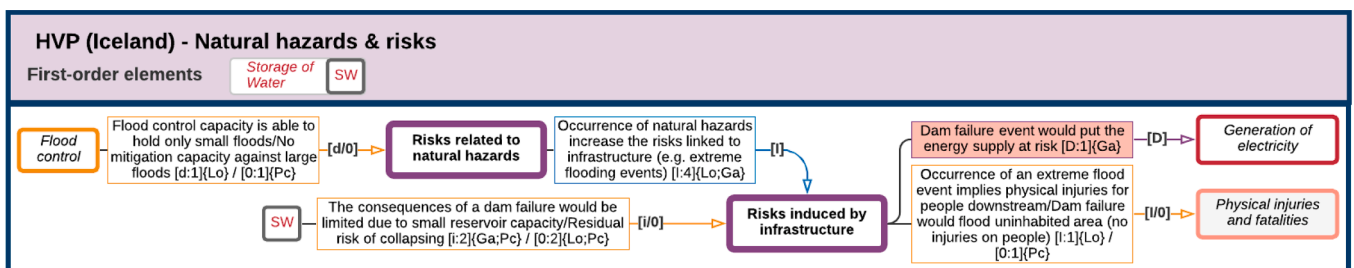 HVP (Iceland) - Natural hazards & risks
First-order elements
Storage of
Water
SW
Flood
control
Flood control capacity is able to
hold only small floods/No
mitigation capacity against large
floods [d:1]{Lo} / [0:1]{Pc}
[d/0]
Risks related to
natural hazards
Occurrence of natural hazards
increase the risks linked to
infrastructure (e.g. extreme
flooding events) [I:4]{Lo;Ga}
[I]
Dam failure event would put the
energy supply at risk [D:1]{Ga}
[D]
Generation of
electricity
SW
The consequences of a dam failure would be
limited due to small reservoir capacity/Residual
risk of collapsing [i:2]{Ga;Pc} / [0:2]{Lo;Pc}
[i/0]
Risks induced by
infrastructure
Occurrence of an extreme flood
event implies physical injuries for
people downstream/Dam failure
would flood uninhabited area (no
injuries on people) [I:1]{Lo} /
[0:1]{Pc}
[I/0]
Physical injuries
and fatalities